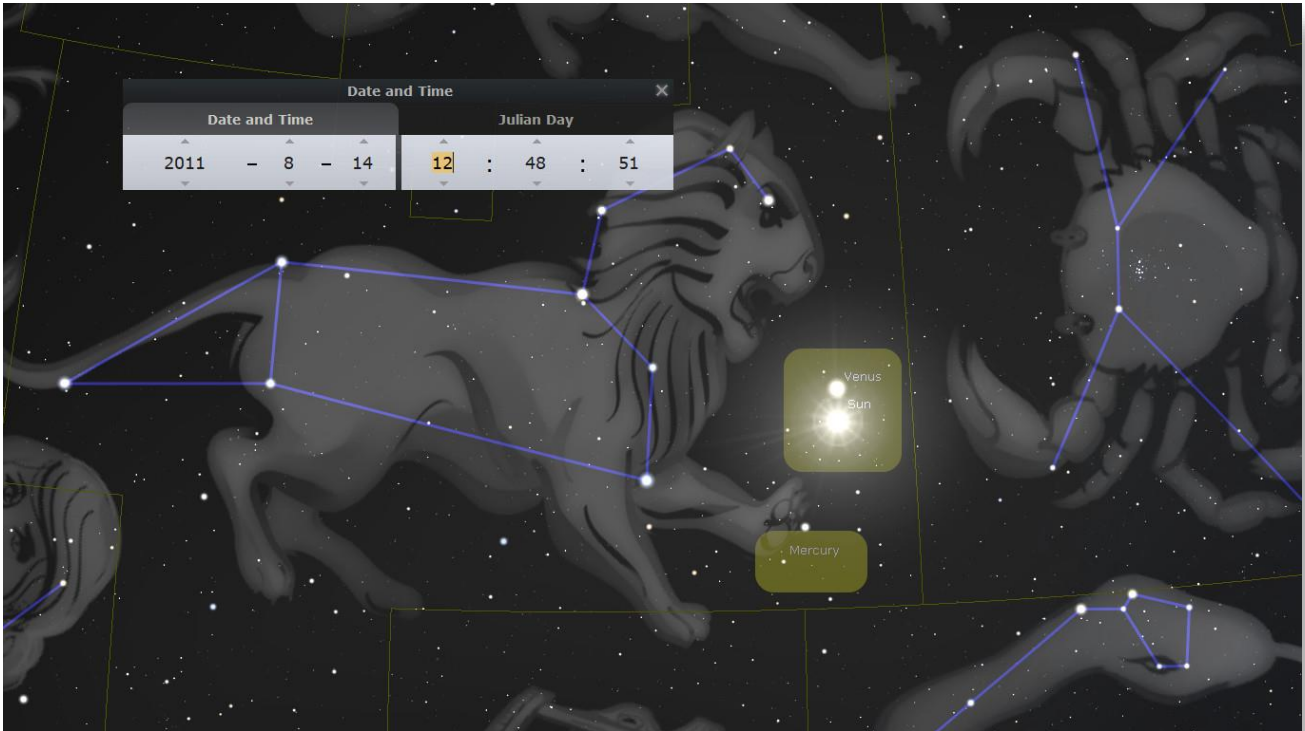 Date and Time
Date and Time Julian Day
2011 - 8 - 14 12 : 48 : 51
Venus
Sun
Mercury